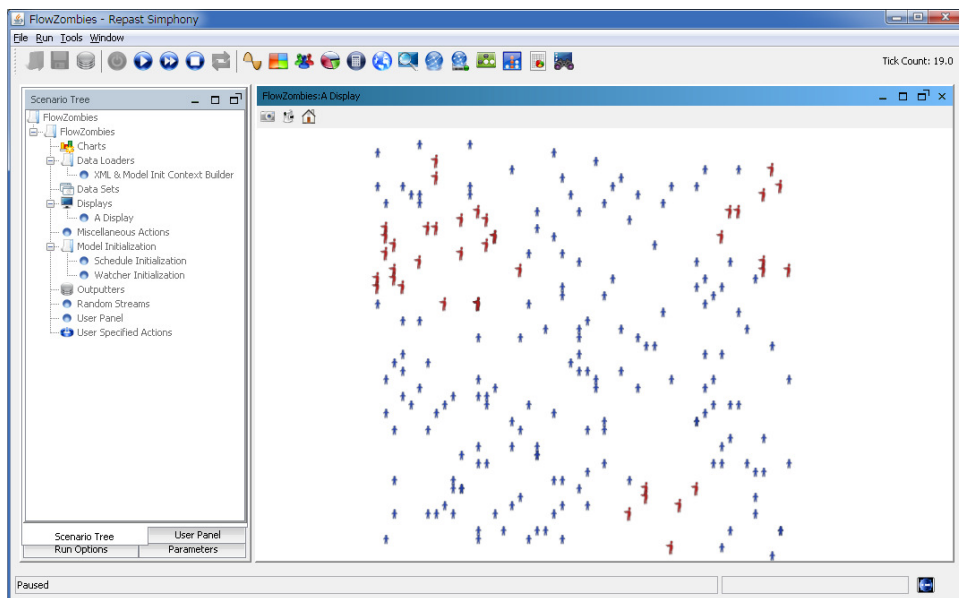 FlowZombies - Repast Simphony
File Run Tools Window
Tick Count: 19.0
Scenario Tree
FlowZombies
FlowZombies
Charts
Data Loaders
XML & Model Init Context Builder
Data Sets
Displays
A Display
Miscellaneous Actions
Model Initialization
Schedule Initialization
Watcher Initialization
Outputters
Random Streams
User Panel
User Specified Actions
Scenario Tree
User Panel
Run Options
Parameters
FlowZombies:A Display
Paused